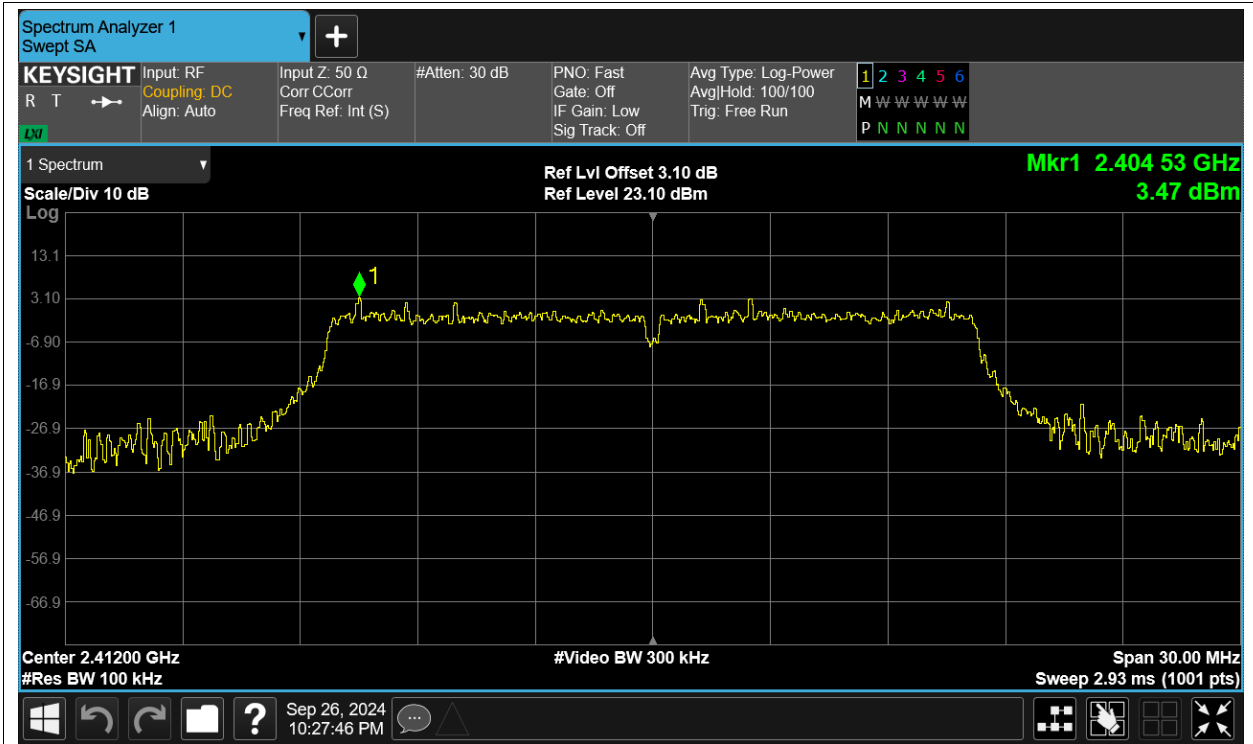 Spectrum Analyzer 1
Swept SA
KEYSIGHT
R T
LXI
Input: RF
Coupling: DC
Align: Auto
Input Z: 50 Ω
Corr CCorr
Freq Ref: Int (S)
#Atten: 30 dB
PNO: Fast
Gate: Off
IF Gain: Low
Sig Track: Off
Avg Type: Log-Power
Avg|Hold: 100/100
Trig: Free Run
1 2 3 4 5 6
M W W W W W
P N N N N N
1 Spectrum
Scale/Div 10 dB
Ref Lvl Offset 3.10 dB
Ref Level 23.10 dBm
Mkr1 2.404 53 GHz
3.47 dBm
Log
13.1
3.10
-6.90
-16.9
-26.9
-36.9
-46.9
-56.9
-66.9
1
Center 2.41200 GHz
#Res BW 100 kHz
#Video BW 300 kHz
Span 30.00 MHz
Sweep 2.93 ms (1001 pts)
?
Sep 26, 2024
10:27:46 PM